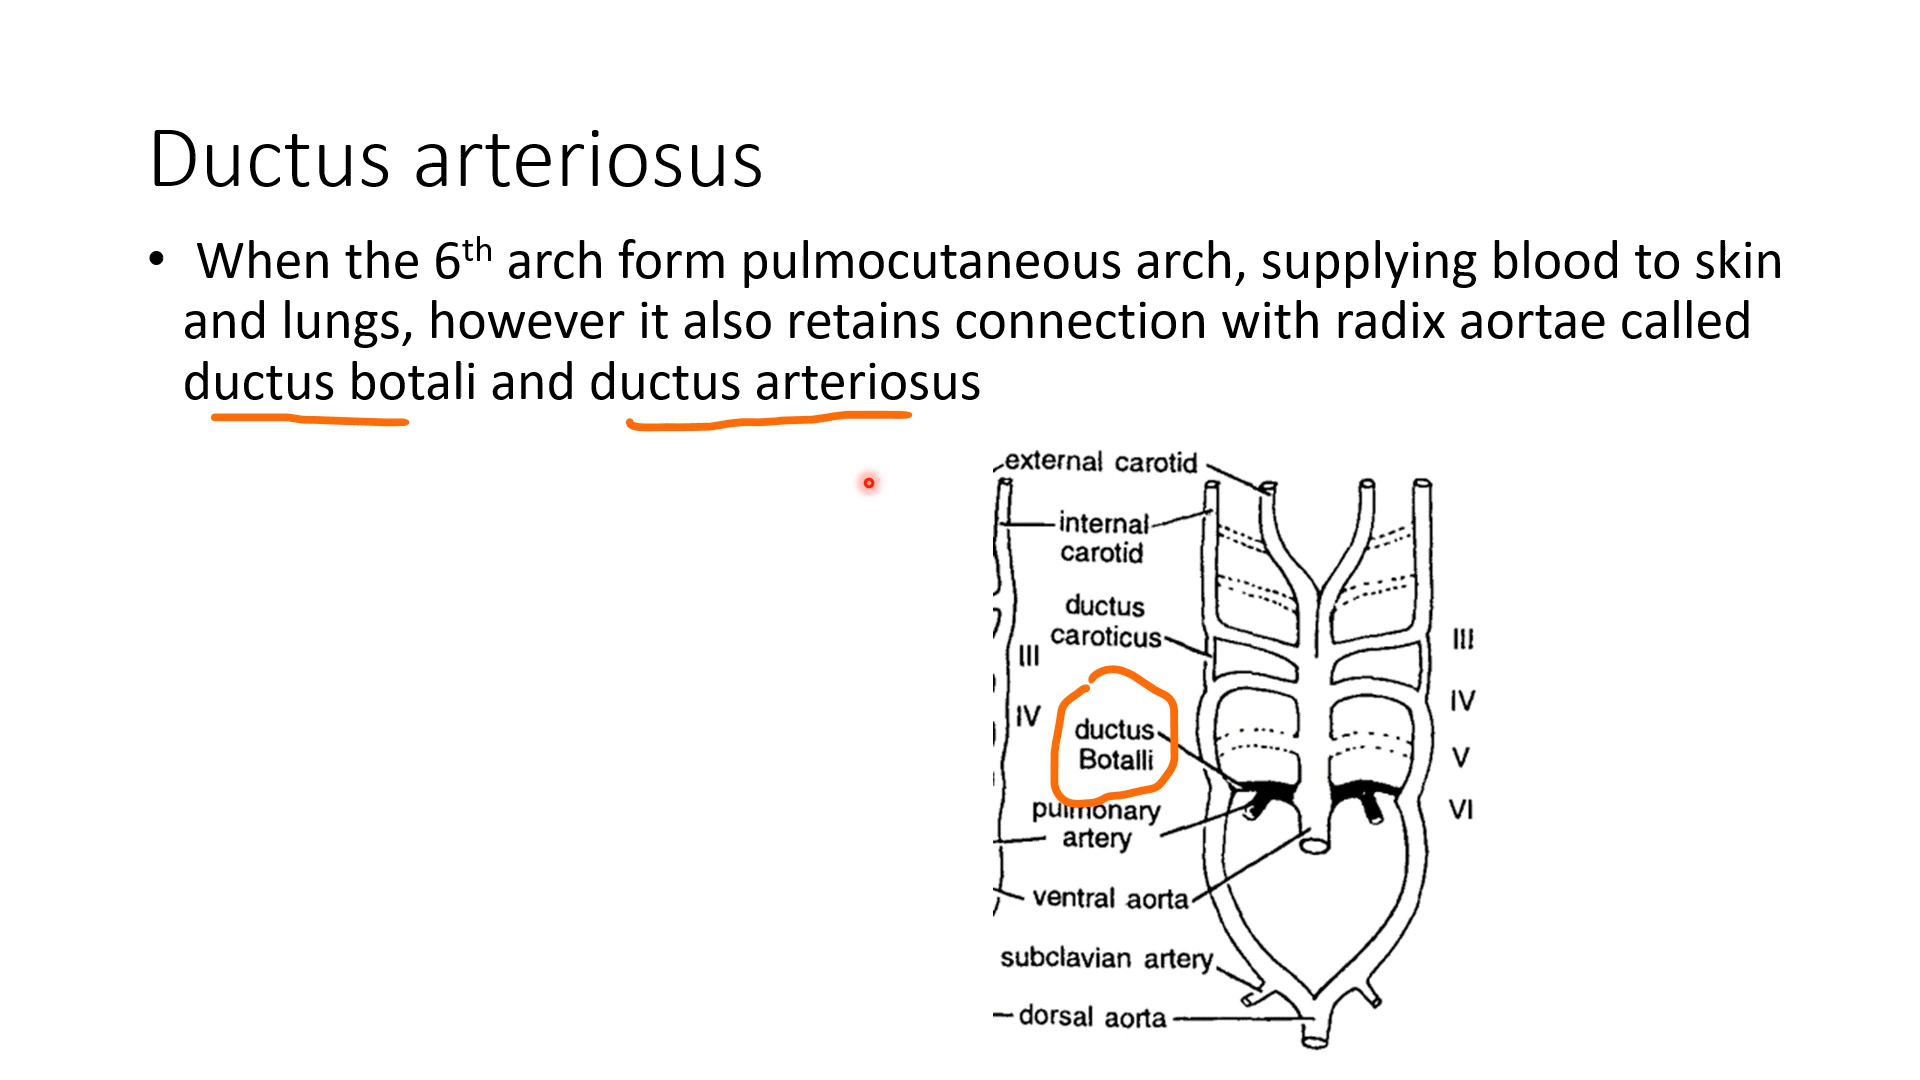 Ductus arteriosus
• When the 6th arch form pulmocutaneous arch, supplying blood to skin
and lungs, however it also retains connection with radix aortae called
ductus botali and ductus arteriosus
external carotid
internal
carotid
ductus
caroticus
III
III
IV
IV
ductus
Botalli
V
pulmonary
artery
VI
ventral aorta
subclavian artery
dorsal aorta